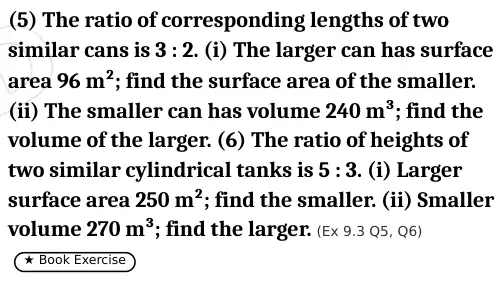 (5) The ratio of corresponding lengths of two
similar cans is 3 : 2. (i) The larger can has surface
area 96 m²; find the surface area of the smaller.
(ii) The smaller can has volume 240 m³; find the
volume of the larger. (6) The ratio of heights of
two similar cylindrical tanks is 5 : 3. (i) Larger
surface area 250 m²; find the smaller. (ii) Smaller
volume 270 m³; find the larger. (Ex 9.3 Q5, Q6)
★ Book Exercise